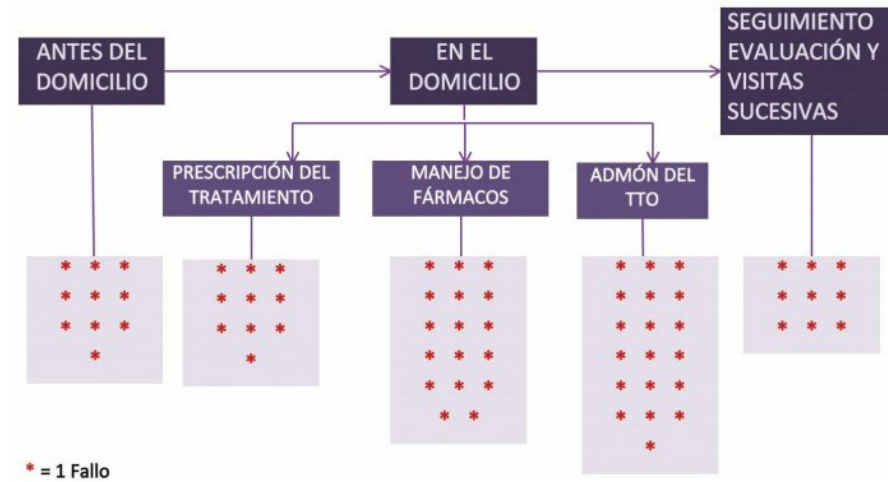 ANTES DEL
DOMICILIO
EN EL
DOMICILIO
SEGUIMIENTO
EVALUACIÓN Y
VISITAS
SUCESIVAS
PRESCRIPCIÓN DEL
TRATAMIENTO
MANEJO DE
FÁRMACOS
ADMÓN DEL
TTO
* * *
* * *
* * *
*
* * *
* * *
* * *
*
* * *
* * *
* * *
* * *
* * *
* *
* * *
* * *
* * *
* * *
* * *
* * *
*
* * *
* * *
* * *
* = 1 Fallo